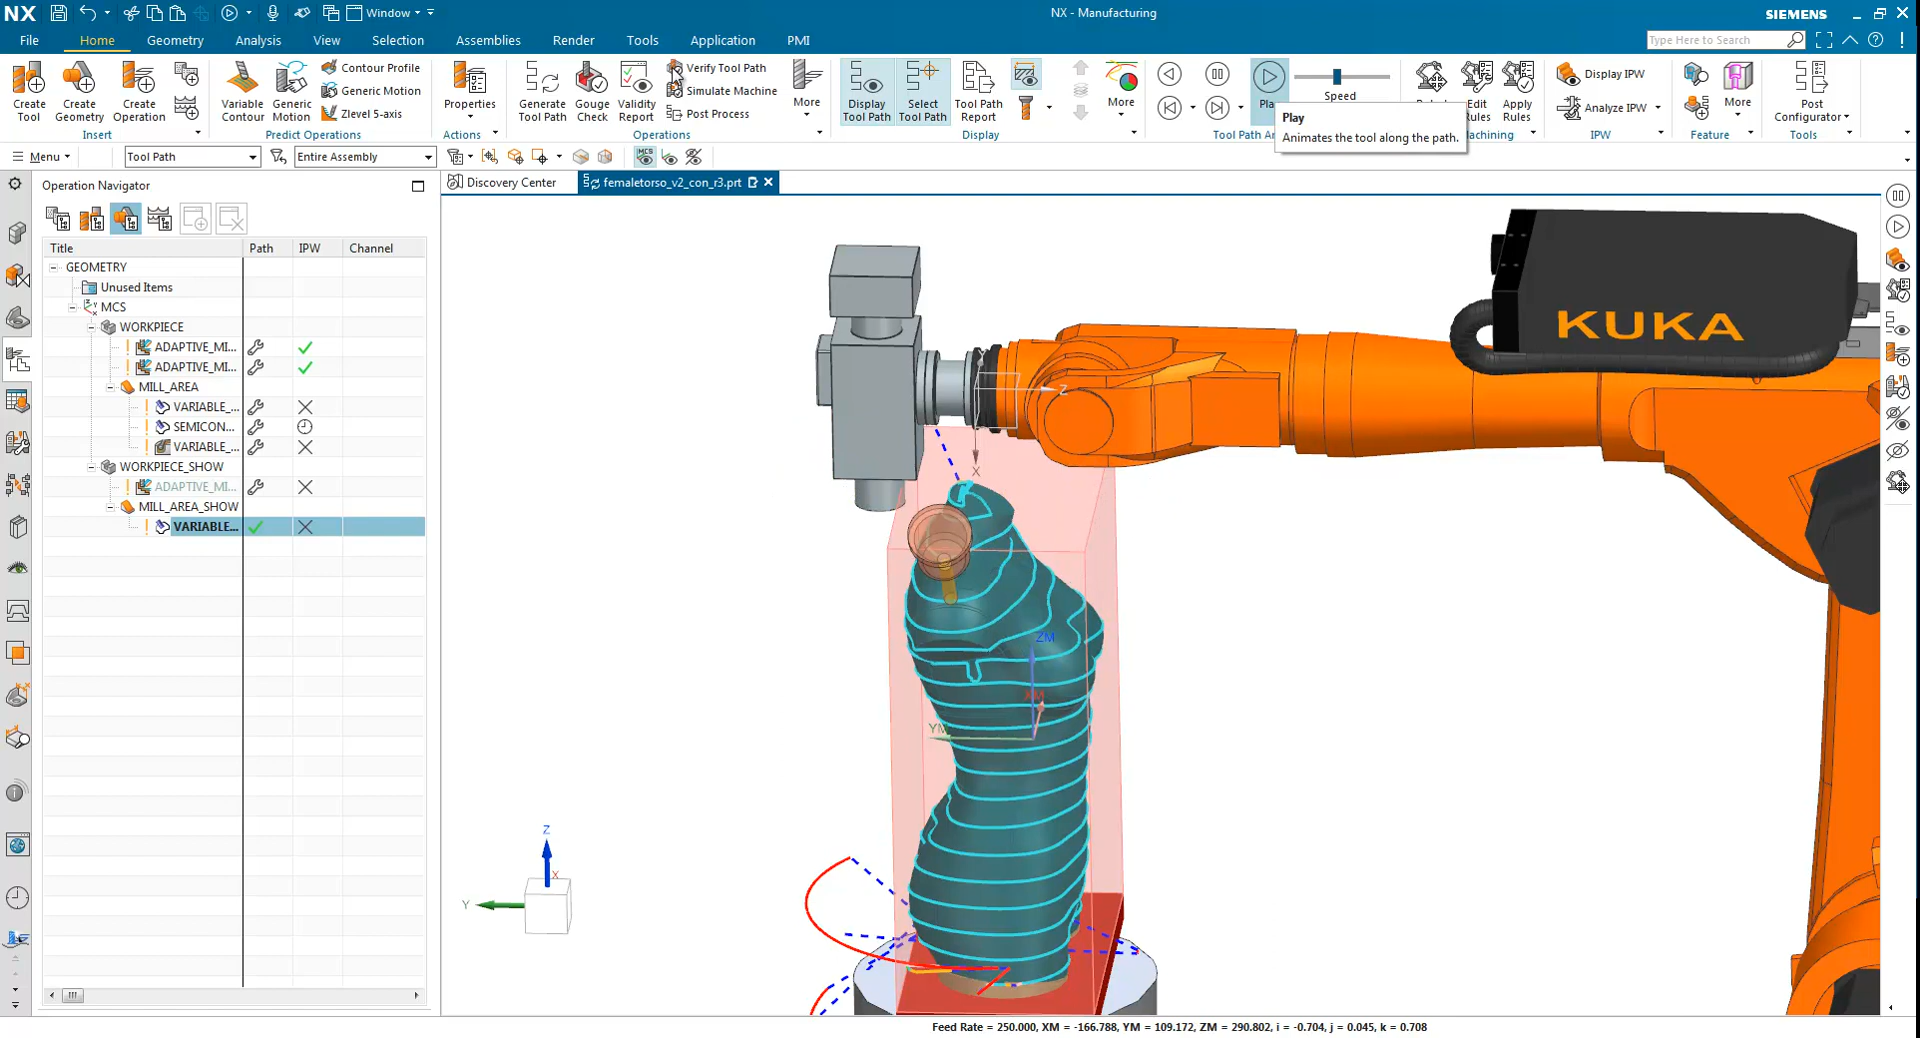 NX
Window
NX - Manufacturing
SIEMENS
File
Home
Geometry
Analysis
View
Selection
Assemblies
Render
Tools
Application
PMI
Type Here to Search
Create Tool
Create Geometry
Create Operation
Insert
Variable Contour
Generic Motion
Contour Profile
Generic Motion
Zlevel 5-axis
Predict Operations
Properties
Actions
Generate Tool Path
Gouge Check
Validity Report
Verify Tool Path
Simulate Machine
Post Process
More
Operations
Display Tool Path
Select Tool Path
Tool Path Report
More
Display
Speed
Tool Path
Play
Animates the tool along the path.
Edit
Apply Rules
Display IPW
Analyze IPW
IPW
More
Feature
Post Configurator
Tools
Menu
Tool Path
Entire Assembly
MCS
Operation Navigator
Discovery Center
femaletorso_v2_con_r3.prt
Title Path IPW Channel
GEOMETRY
Unused Items
MCS
WORKPIECE
ADAPTIVE_MI...
ADAPTIVE_MI...
MILL_AREA
VARIABLE_...
SEMICON...
VARIABLE_...
WORKPIECE_SHOW
ADAPTIVE_MI...
MILL_AREA_SHOW
VARIABLE...
KUKA
Z
X
ZM
XM
YM
Z
X
Y
Feed Rate = 250.000, XM = -166.788, YM = 109.172, ZM = 290.802, i = -0.704, j = 0.045, k = 0.708